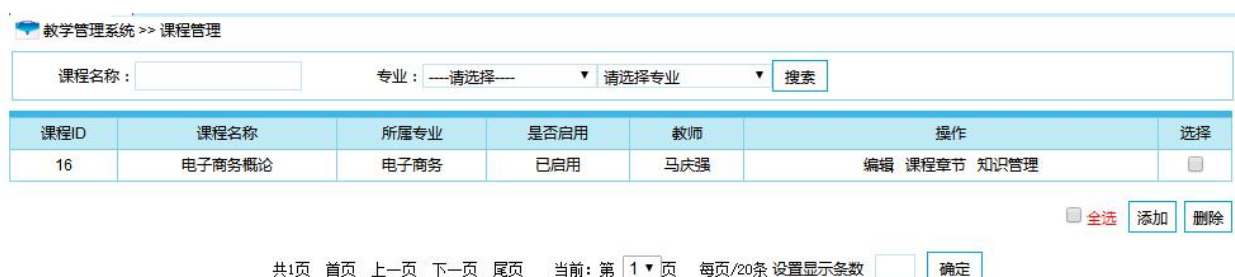 教学管理系统 >> 课程管理
课程名称： 专业： ----请选择---- 请选择专业 搜索
课程ID 课程名称 所属专业 是否启用 教师 操作 选择
16 电子商务概论 电子商务 已启用 马庆强 编辑 课程章节 知识管理
全选 添加 删除
共1页 首页 上一页 下一页 尾页 当前: 第 1 页 每页/20条 设置显示条数 确定